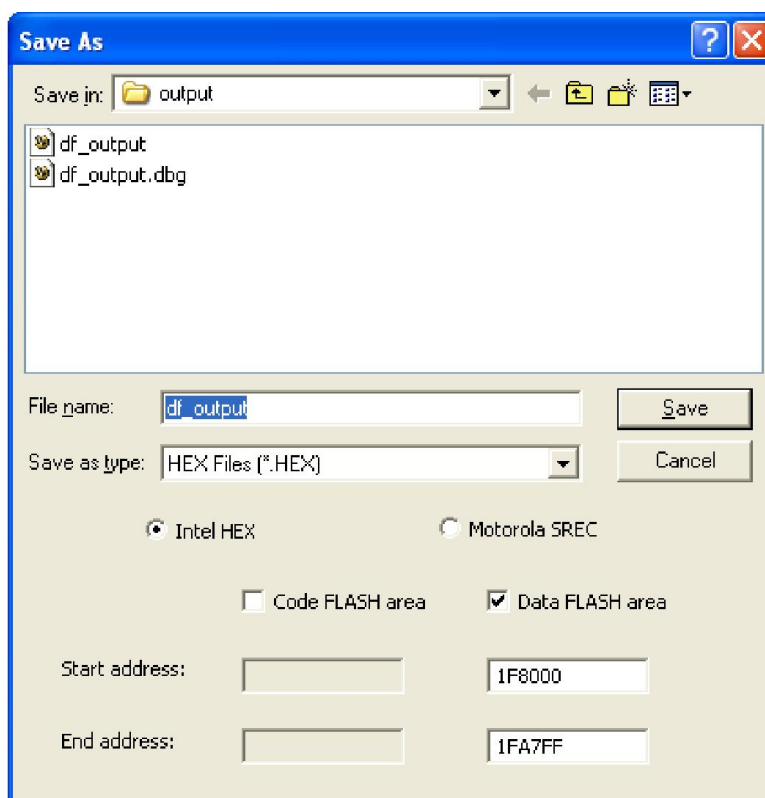 Save As
Save in: output
df_output
df_output.dbg
File name: df_output Save
Save as type: HEX Files (*.HEX) Cancel
Intel HEX Motorola SREC
Code FLASH area Data FLASH area
Start address: 1F8000
End address: 1FA7FF